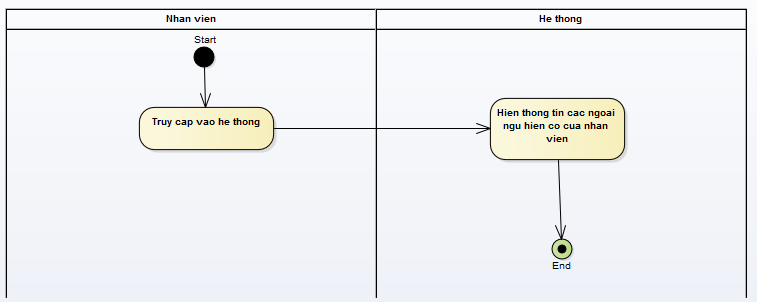 Nhan vien
He thong
Start
Truy cap vao he thong
Hien thong tin cac ngoai
ngu hien co cua nhan
vien
End